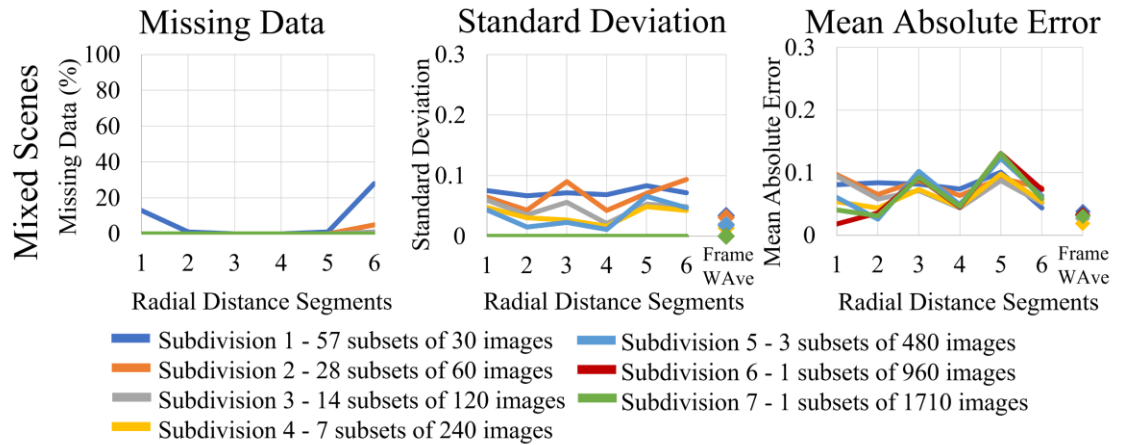 Missing Data
Standard Deviation
Mean Absolute Error
Mixed Scenes
Missing Data (%)
100
80
60
40
20
0
1 2 3 4 5 6
Radial Distance Segments
Standard Deviation
0.3
0.2
0.1
0
1 2 3 4 5 6
Frame
WAve
Radial Distance Segments
Mean Absolute Error
0.3
0.2
0.1
0
1 2 3 4 5 6
Frame
WAve
Radial Distance Segments
Subdivision 1 - 57 subsets of 30 images
Subdivision 2 - 28 subsets of 60 images
Subdivision 3 - 14 subsets of 120 images
Subdivision 4 - 7 subsets of 240 images
Subdivision 5 - 3 subsets of 480 images
Subdivision 6 - 1 subsets of 960 images
Subdivision 7 - 1 subsets of 1710 images